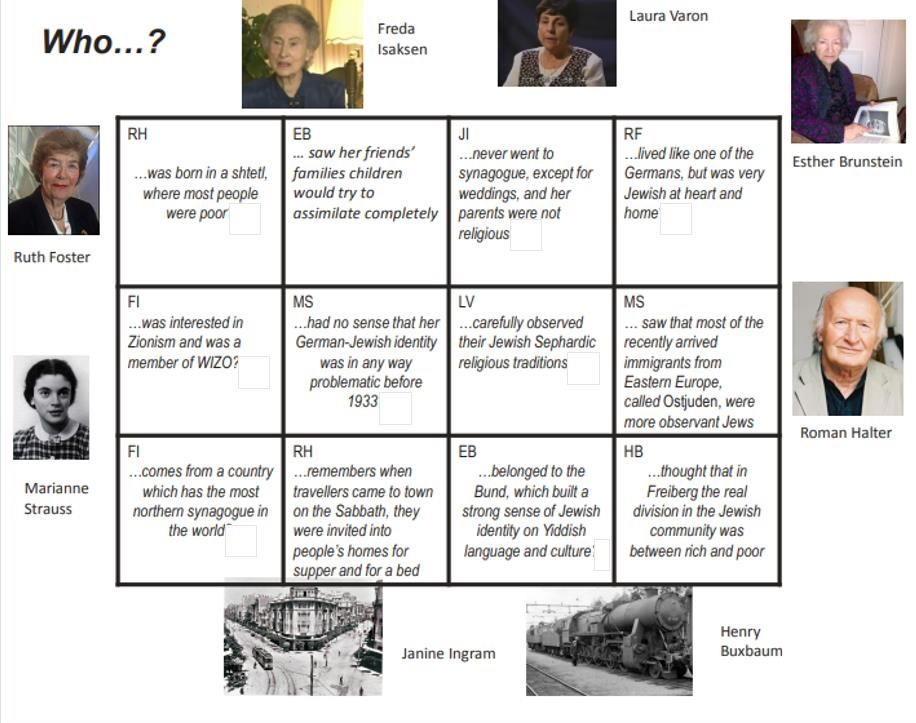 Who…?
Freda
Isaksen
Laura Varon
Esther Brunstein
Ruth Foster
RH
…was born in a shtetl,
where most people
were poor
EB
… saw her friends'
families children
would try to
assimilate completely
JI
…never went to
synagogue, except for
weddings, and her
parents were not
religious
RF
…lived like one of the
Germans, but was very
Jewish at heart and
home
FI
…was interested in
Zionism and was a
member of WIZO?
MS
…had no sense that her
German-Jewish identity
was in any way
problematic before
1933
LV
…carefully observed
their Jewish Sephardic
religious traditions
MS
… saw that most of the
recently arrived
immigrants from
Eastern Europe,
called Ostjuden, were
more observant Jews
Roman Halter
Marianne
Strauss
FI
…comes from a country
which has the most
northern synagogue in
the world?
RH
…remembers when
travellers came to town
on the Sabbath, they
were invited into
people's homes for
supper and for a bed
EB
…belonged to the
Bund, which built a
strong sense of Jewish
identity on Yiddish
language and culture
HB
…thought that in
Freiberg the real
division in the Jewish
community was
between rich and poor
Janine Ingram
Henry
Buxbaum